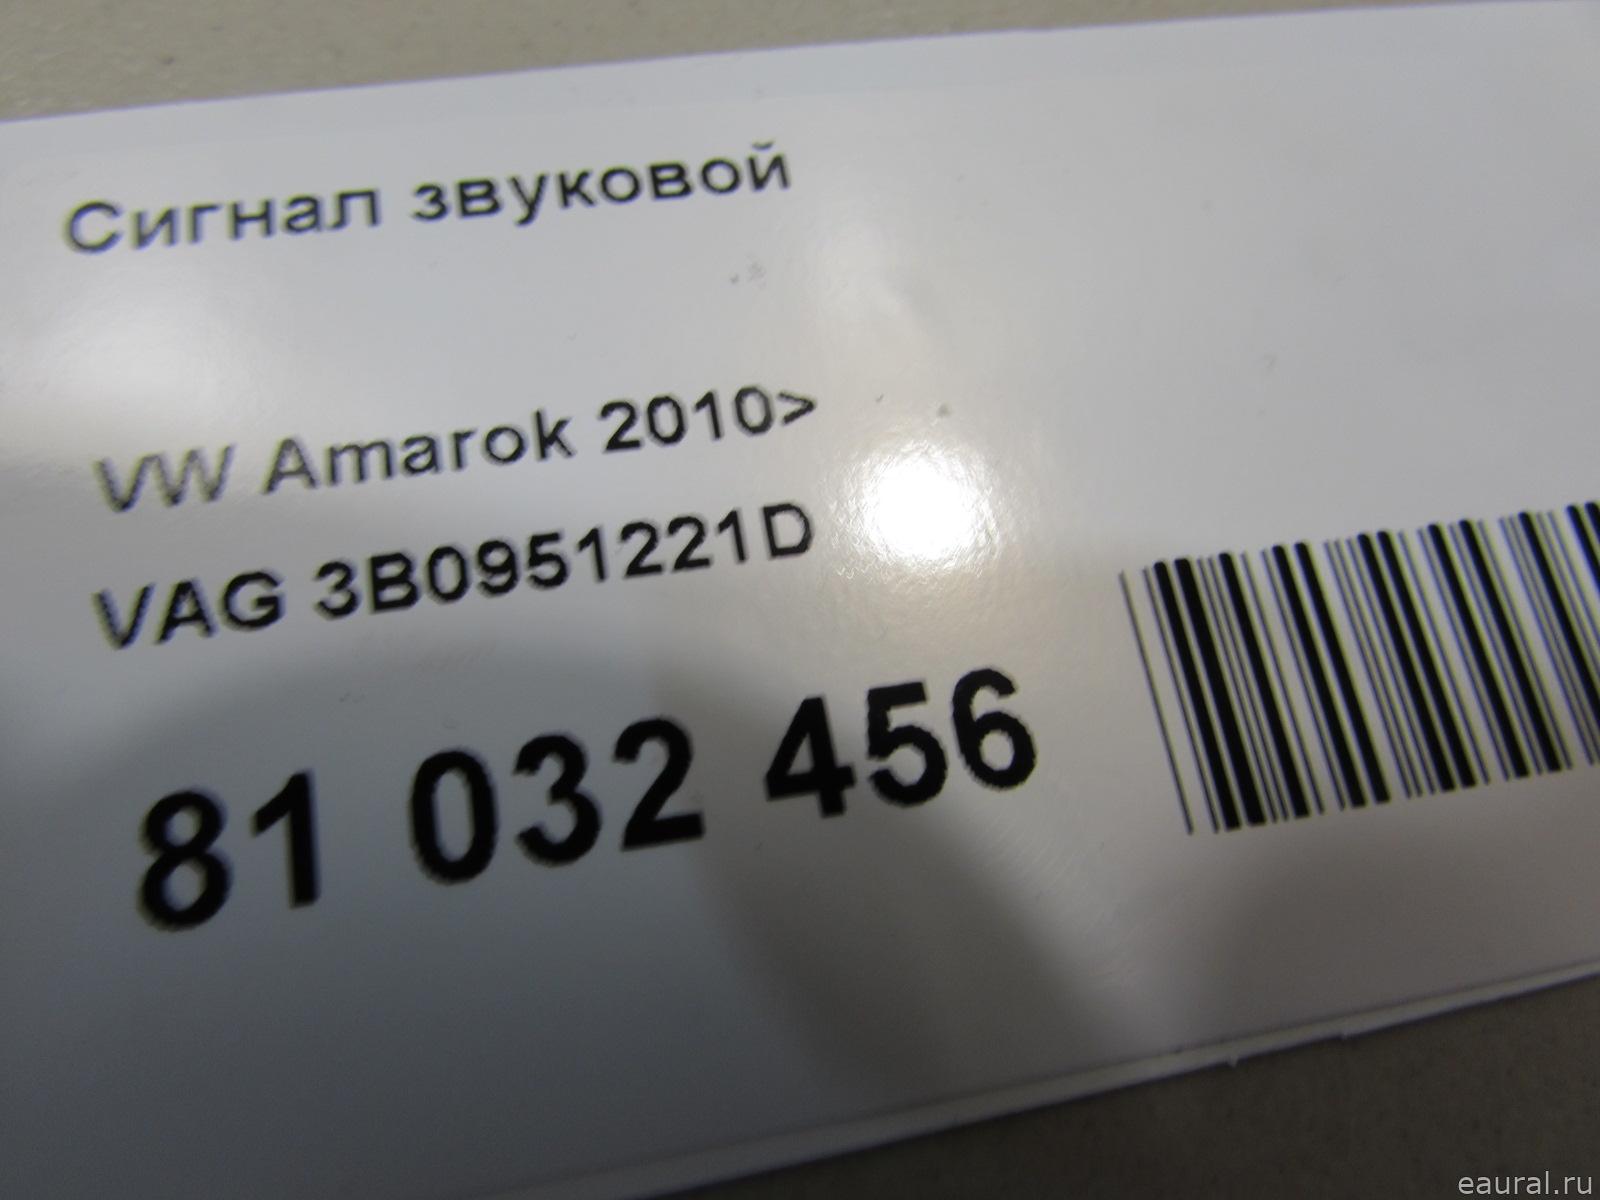 Сигнал звуковой
VW Amarok 2010>
VAG 3B0951221D
81 032 456
eaural.ru